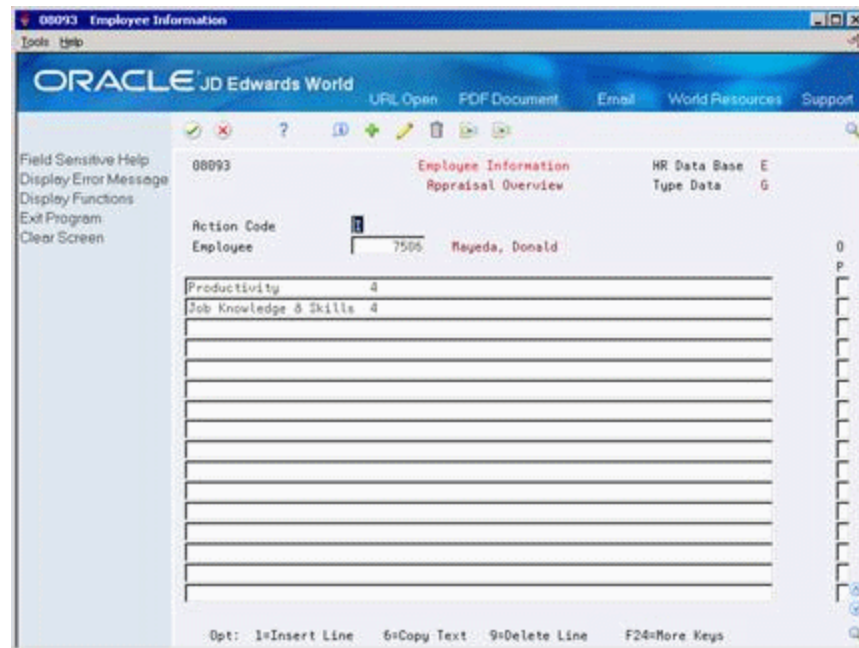 08093 Employee Information
Tools Help
ORACLE JD Edwards World
URL Open PDF Document Email World Resources Support
Field Sensitive Help
Display Error Message
Display Functions
Exit Program
Clear Screen
08093 Employee Information HR Data Base E
Appraisal Overview Type Data G
Action Code I
Employee 7506 Mayeda, Donald O
P
Productivity 4
Job Knowledge & Skills 4
Opt: 1=Insert Line 6=Copy Text 9=Delete Line F24=More Keys